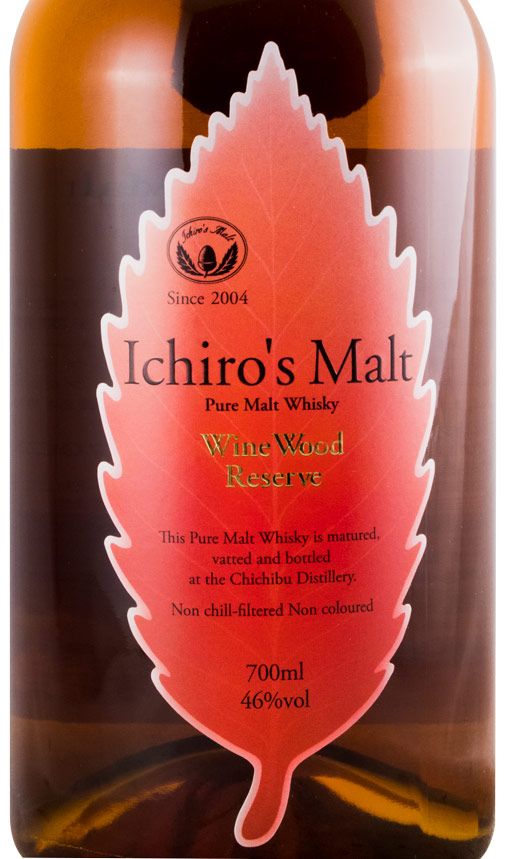 Ichiro's Malt
Since 2004
Ichiro's Malt
Pure Malt Whisky
Wine Wood
Reserve
This Pure Malt Whisky is matured,
vatted and bottled
at the Chichibu Distillery.
Non chill-filtered Non coloured
700ml
46%vol